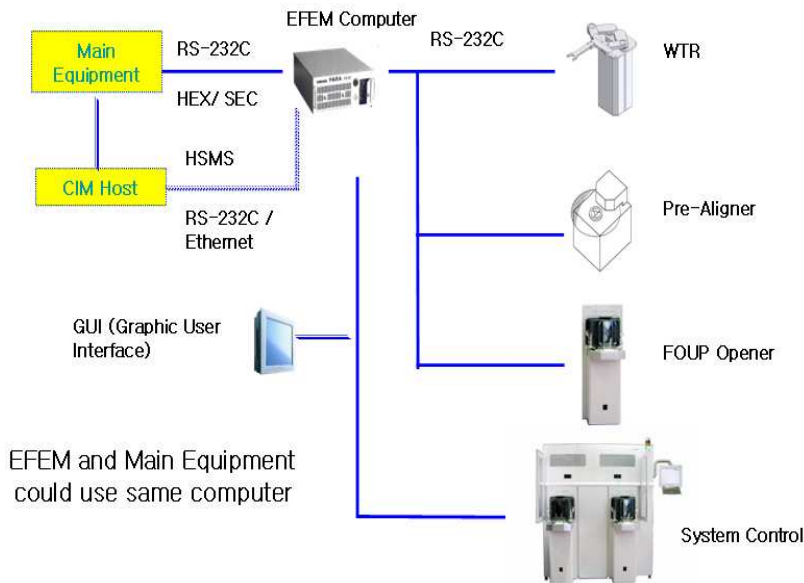 EFEM Computer
Main
Equipment
RS-232C
RS-232C
WTR
HEX/ SEC
HSMS
CIM Host
Pre-Aligner
RS-232C /
Ethernet
GUI (Graphic User
Interface)
FOUP Opener
EFEM and Main Equipment
could use same computer
System Control